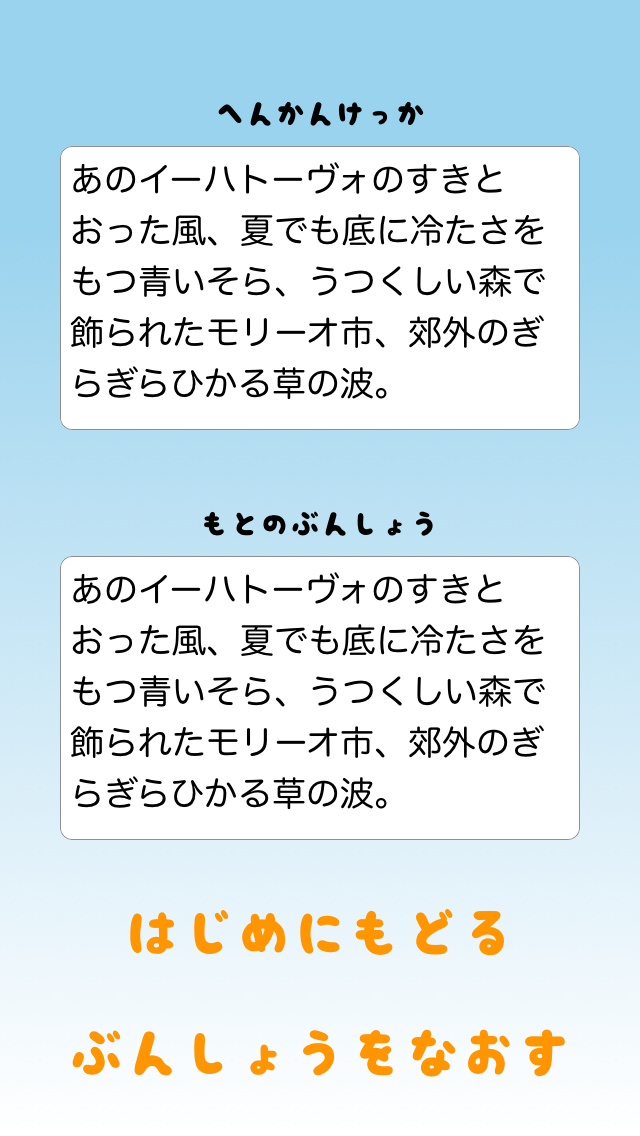 へんかんけっか
あのイーハトーヴォのすきと
おった風、夏でも底に冷たさを
もつ青いそら、うつくしい森で
飾られたモリーオ市、郊外のぎ
らぎらひかる草の波。
もとのぶんしょう
あのイーハトーヴォのすきと
おった風、夏でも底に冷たさを
もつ青いそら、うつくしい森で
飾られたモリーオ市、郊外のぎ
らぎらひかる草の波。
はじめにもどる
ぶんしょうをなおす